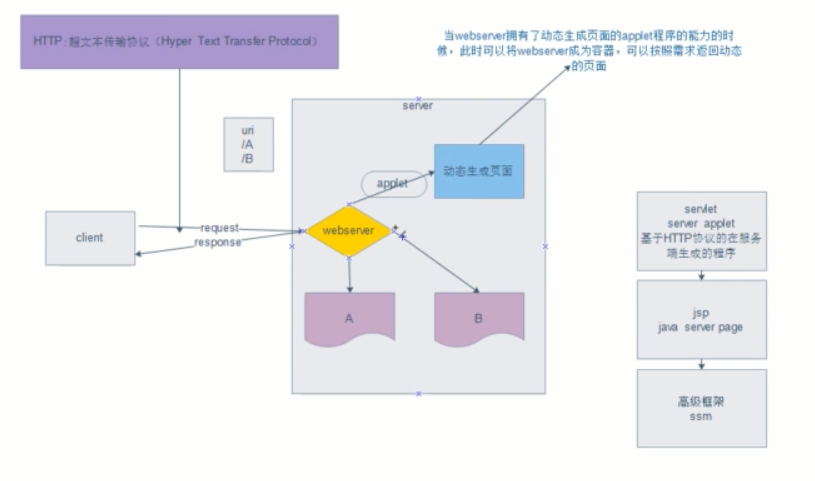 HTTP:超文本传输协议（Hyper Text Transfer Protocol）
当webserver拥有了动态生成页面的applet程序的能力的时
候，此时可以将webserver成为容器，可以按照需求返回动态
的页面
server
uri
/A
/B
动态生成页面
applet
client
request
response
webserver
A
B
servlet
server applet
基于HTTP协议的在服务
端生成的程序
jsp
java server page
高级框架
ssm